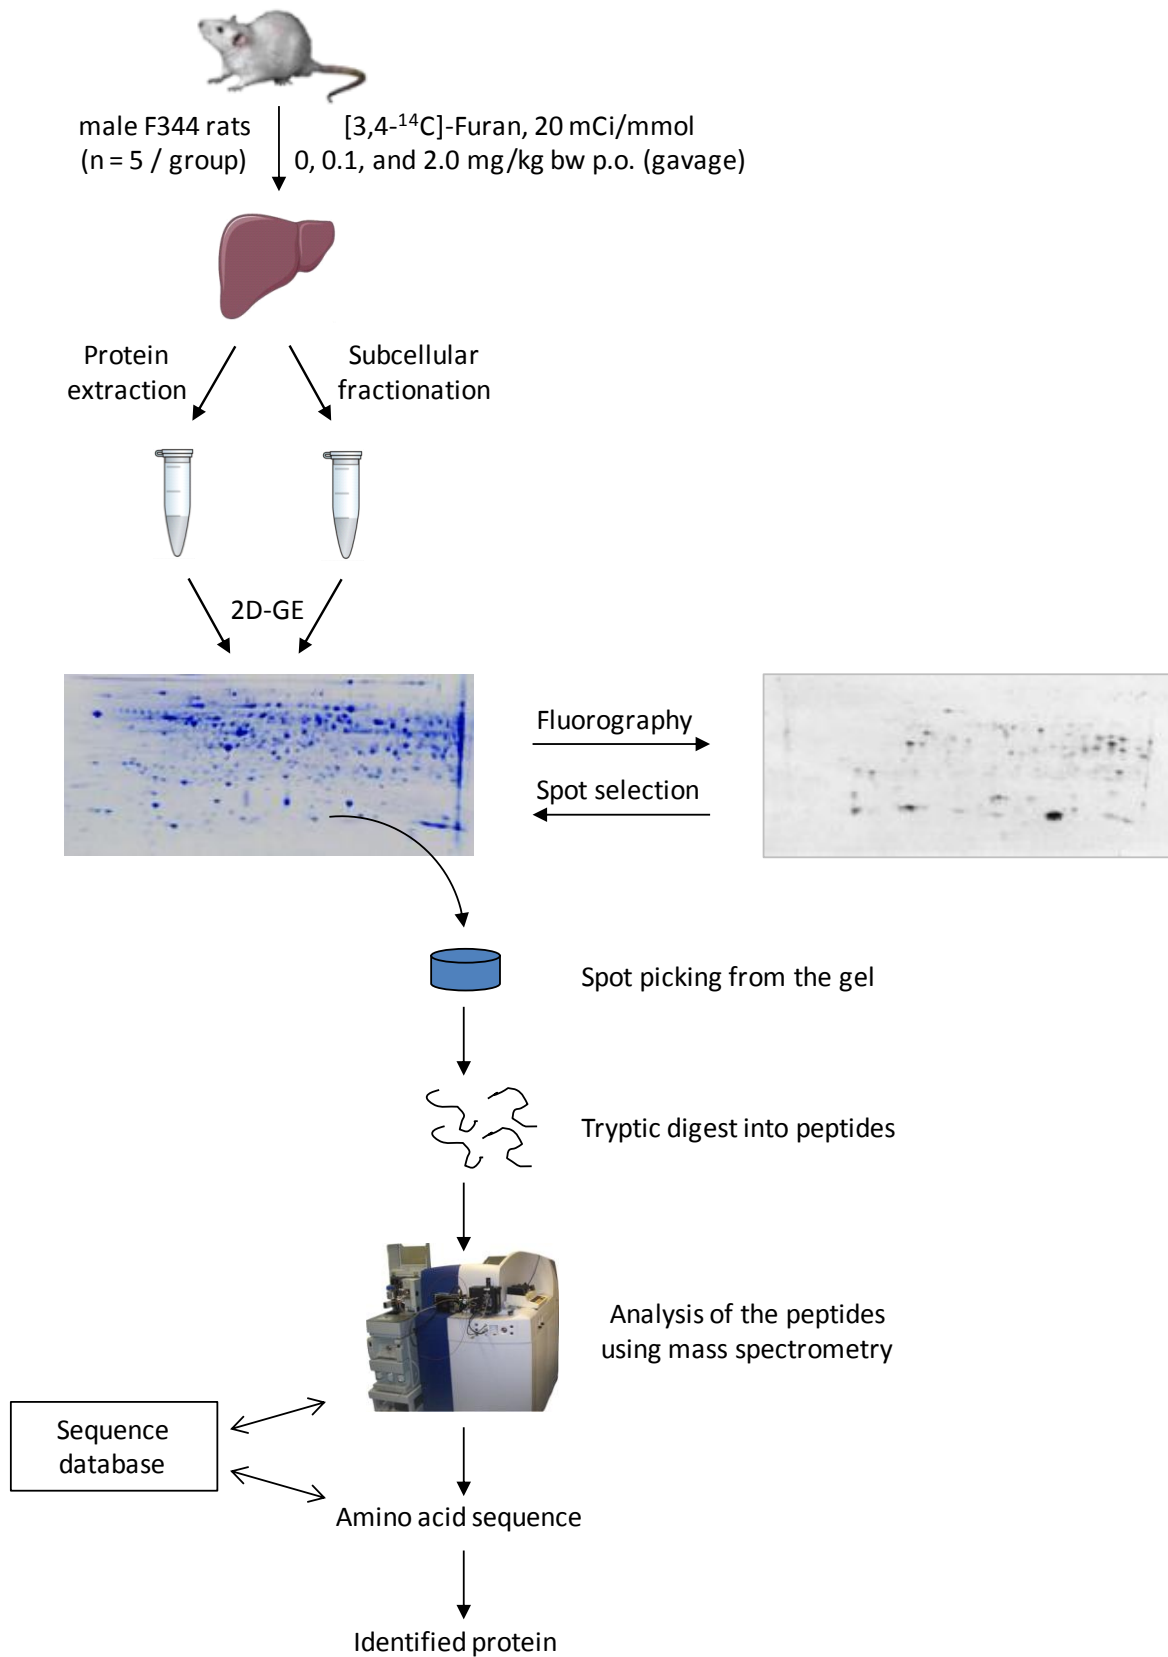 male F344 rats
(n = 5 / group)
[3,4-¹⁴C]-Furan, 20 mCi/mmol
0, 0.1, and 2.0 mg/kg bw p.o. (gavage)
Protein
extraction
Subcellular
fractionation
2D-GE
Fluorography
Spot selection
Spot picking from the gel
Tryptic digest into peptides
Analysis of the peptides
using mass spectrometry
Sequence
database
Amino acid sequence
Identified protein